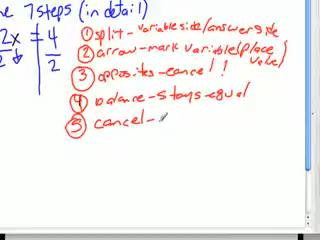 he 7 steps (in detail)
2x = 4
2 2
① split - variable side/answer side
② arrow - mark variable/place value
③ opposites - cancel!!
④ balance - stays equal
⑤ cancel -